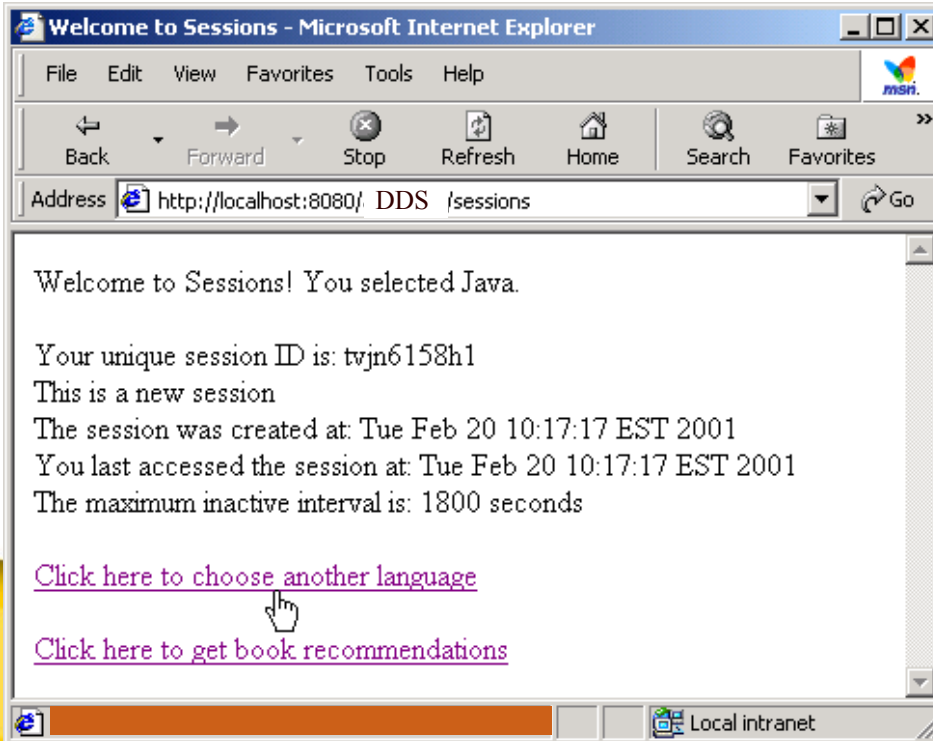 Welcome to Sessions - Microsoft Internet Explorer
File Edit View Favorites Tools Help
msn.
Back Forward Stop Refresh Home Search Favorites »
Address http://localhost:8080/ DDS /sessions Go
Welcome to Sessions! You selected Java.
Your unique session ID is: tvjn6158h1
This is a new session
The session was created at: Tue Feb 20 10:17:17 EST 2001
You last accessed the session at: Tue Feb 20 10:17:17 EST 2001
The maximum inactive interval is: 1800 seconds
Click here to choose another language
Click here to get book recommendations
Local intranet